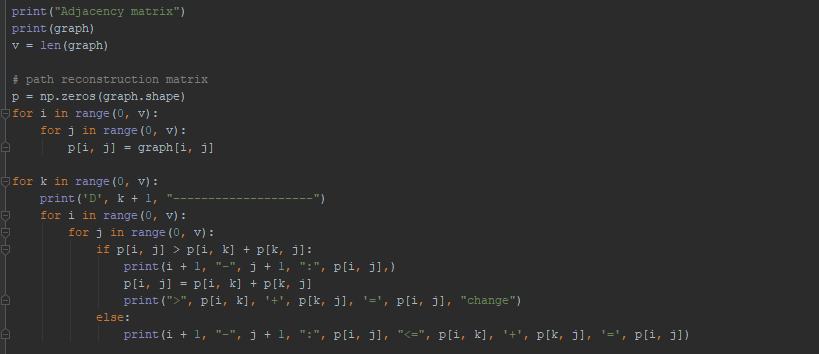 print("Adjacency matrix")
print(graph)
v = len(graph)

# path reconstruction matrix
p = np.zeros(graph.shape)
for i in range(0, v):
    for j in range(0, v):
        p[i, j] = graph[i, j]

for k in range(0, v):
    print('D', k + 1, "--------------------")
    for i in range(0, v):
        for j in range(0, v):
            if p[i, j] > p[i, k] + p[k, j]:
                print(i + 1, "-", j + 1, ":", p[i, j],)
                p[i, j] = p[i, k] + p[k, j]
                print(">", p[i, k], '+', p[k, j], '=', p[i, j], "change")
            else:
                print(i + 1, "-", j + 1, ":", p[i, j], "<=", p[i, k], '+', p[k, j], '=', p[i, j])